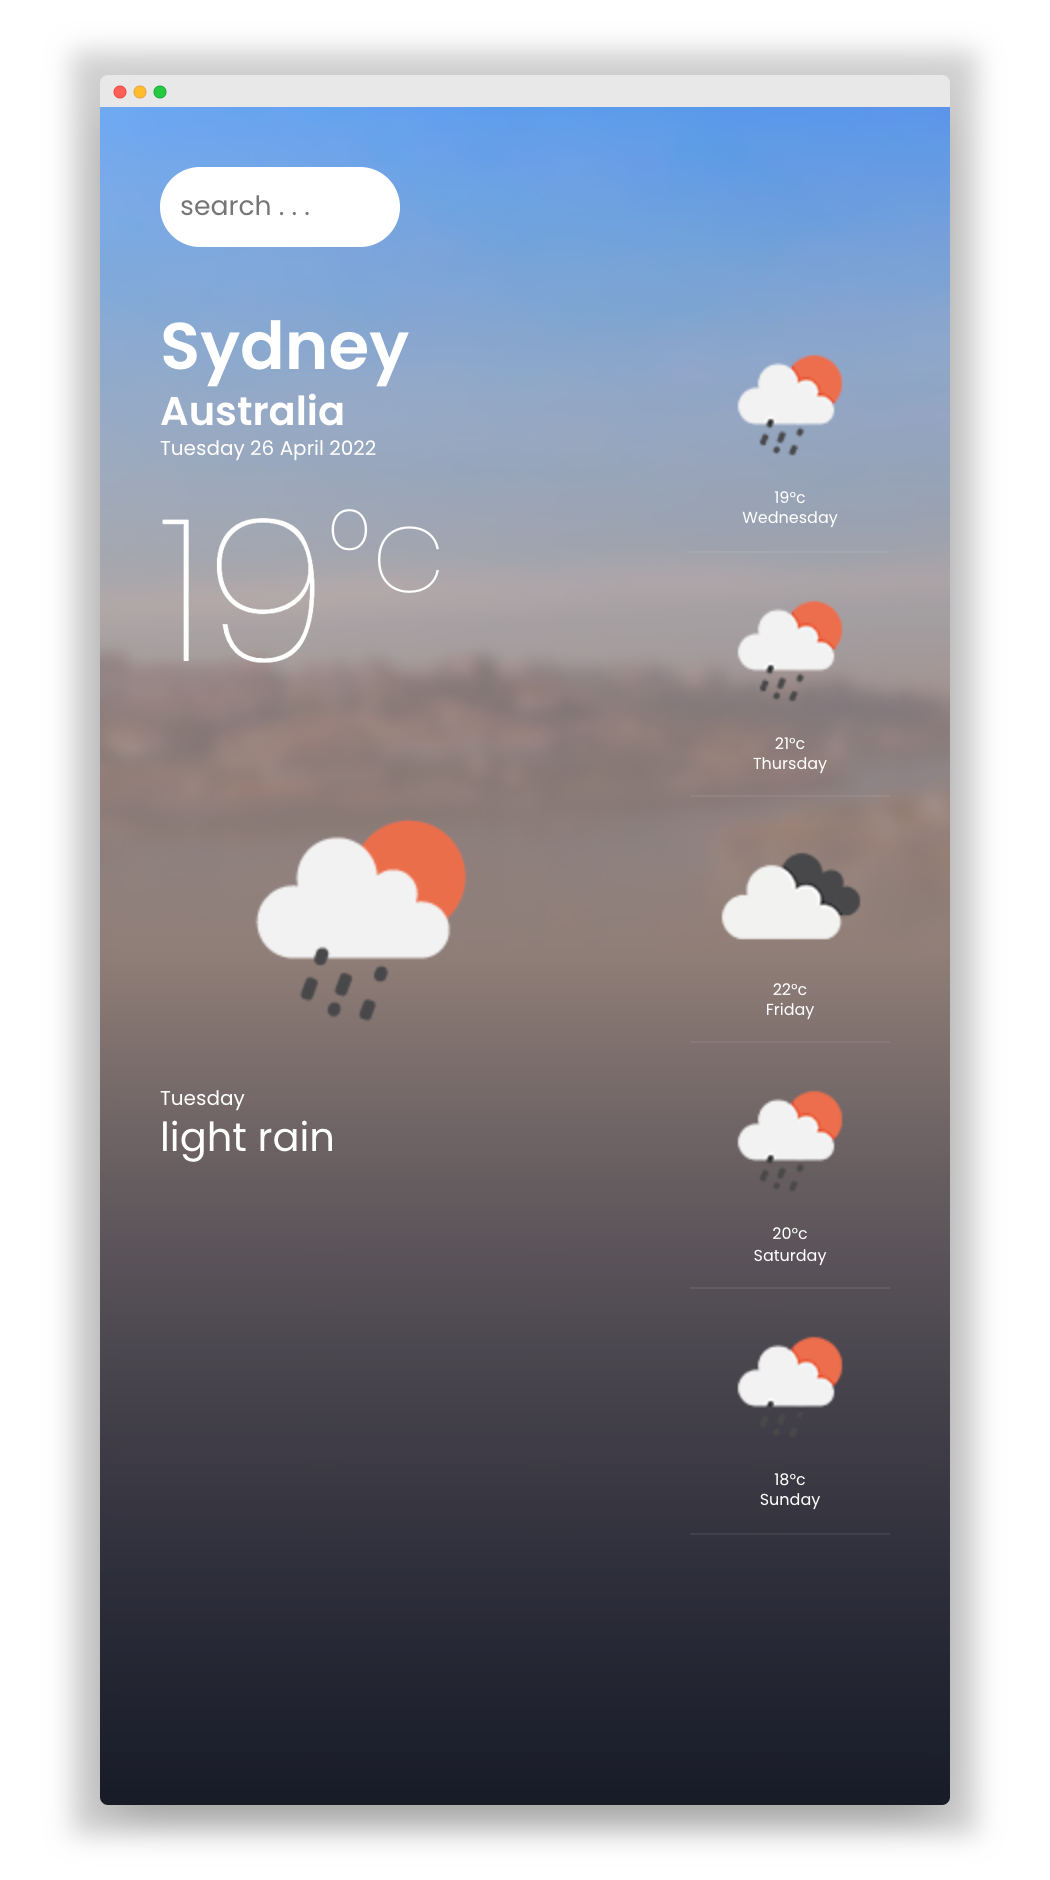 search . . .
Sydney
Australia
Tuesday 26 April 2022
19°c
Tuesday
light rain
19°c
Wednesday
21°c
Thursday
22°c
Friday
20°c
Saturday
18°c
Sunday